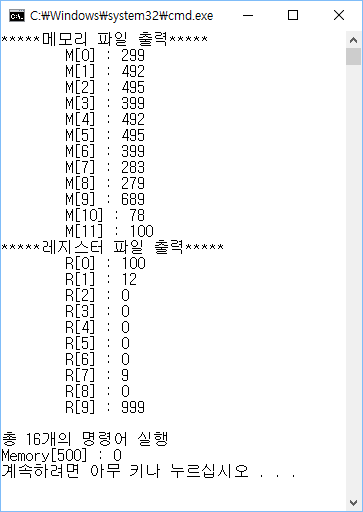 C:₩Windows₩system32₩cmd.exe
*****메모리 파일 출력*****
M[0] : 299
M[1] : 492
M[2] : 495
M[3] : 399
M[4] : 492
M[5] : 495
M[6] : 399
M[7] : 283
M[8] : 279
M[9] : 689
M[10] : 78
M[11] : 100
*****레지스터 파일 출력*****
R[0] : 100
R[1] : 12
R[2] : 0
R[3] : 0
R[4] : 0
R[5] : 0
R[6] : 0
R[7] : 9
R[8] : 0
R[9] : 999
총 16개의 명령어 실행
Memory[500] : 0
계속하려면 아무 키나 누르십시오 . . .